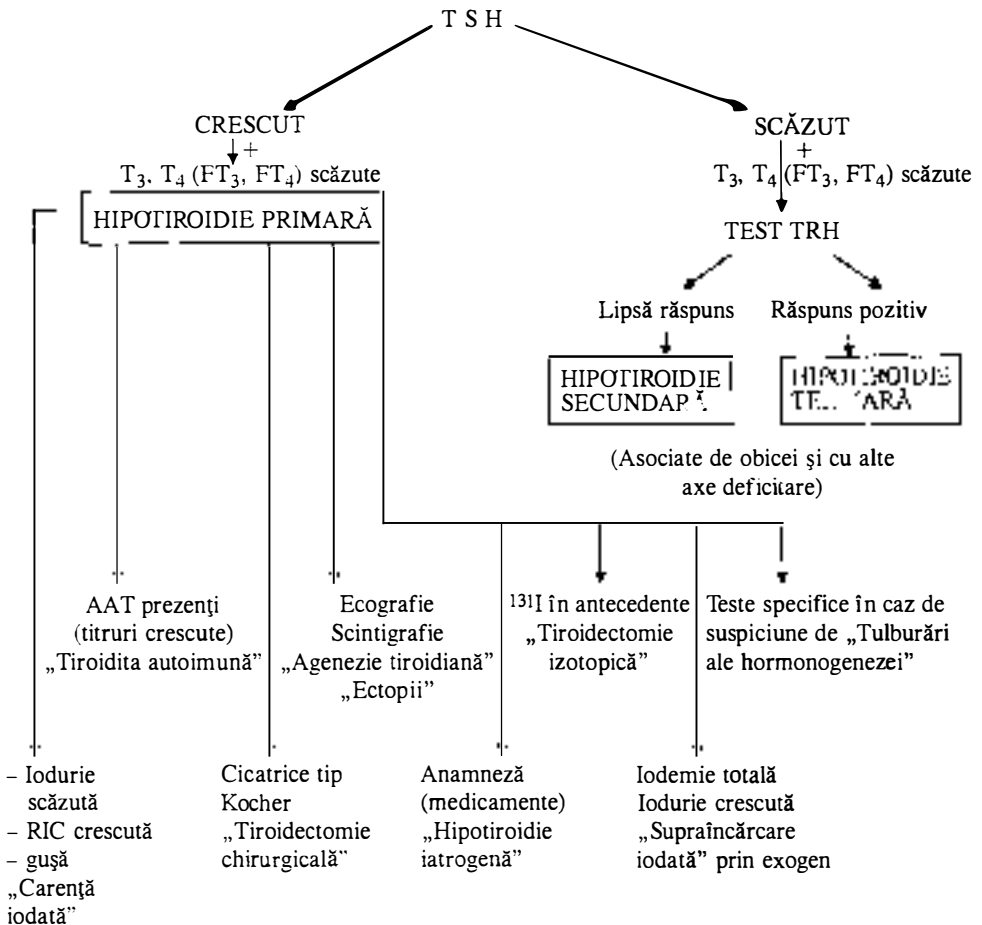 T S H
CRESCUT
+
T3, T4 (FT3, FT4) scăzute
HIPOTIROIDIE PRIMARĂ
SCĂZUT
+
T3, T4 (FT3, FT4) scăzute
TEST TRH
Lipsă răspuns
Răspuns pozitiv
HIPOTIROIDIE
HIPOTIROIDIE
(Asociate de obicei şi cu alte
axe deficitare)
AAT prezenţi
(titruri crescute)
„Tiroidita autoimună”
Ecografie
Scintigrafie
„Agenezie tiroidiană”
„Ectopii”
131I în antecedente
„Tiroidectomie
izotopică”
Teste specifice în caz de
suspiciune de „Tulburări
ale hormonogenezei”
– Iodurie
scăzută
– RIC crescută
– guşă
„Carenţă
iodată”
Cicatrice tip
Kocher
„Tiroidectomie
chirurgicală”
Anamneză
(medicamente)
„Hipotiroidie
iatrogenă”
Iodemie totală
Iodurie crescută
„Supraîncărcare
iodată” prin exogen